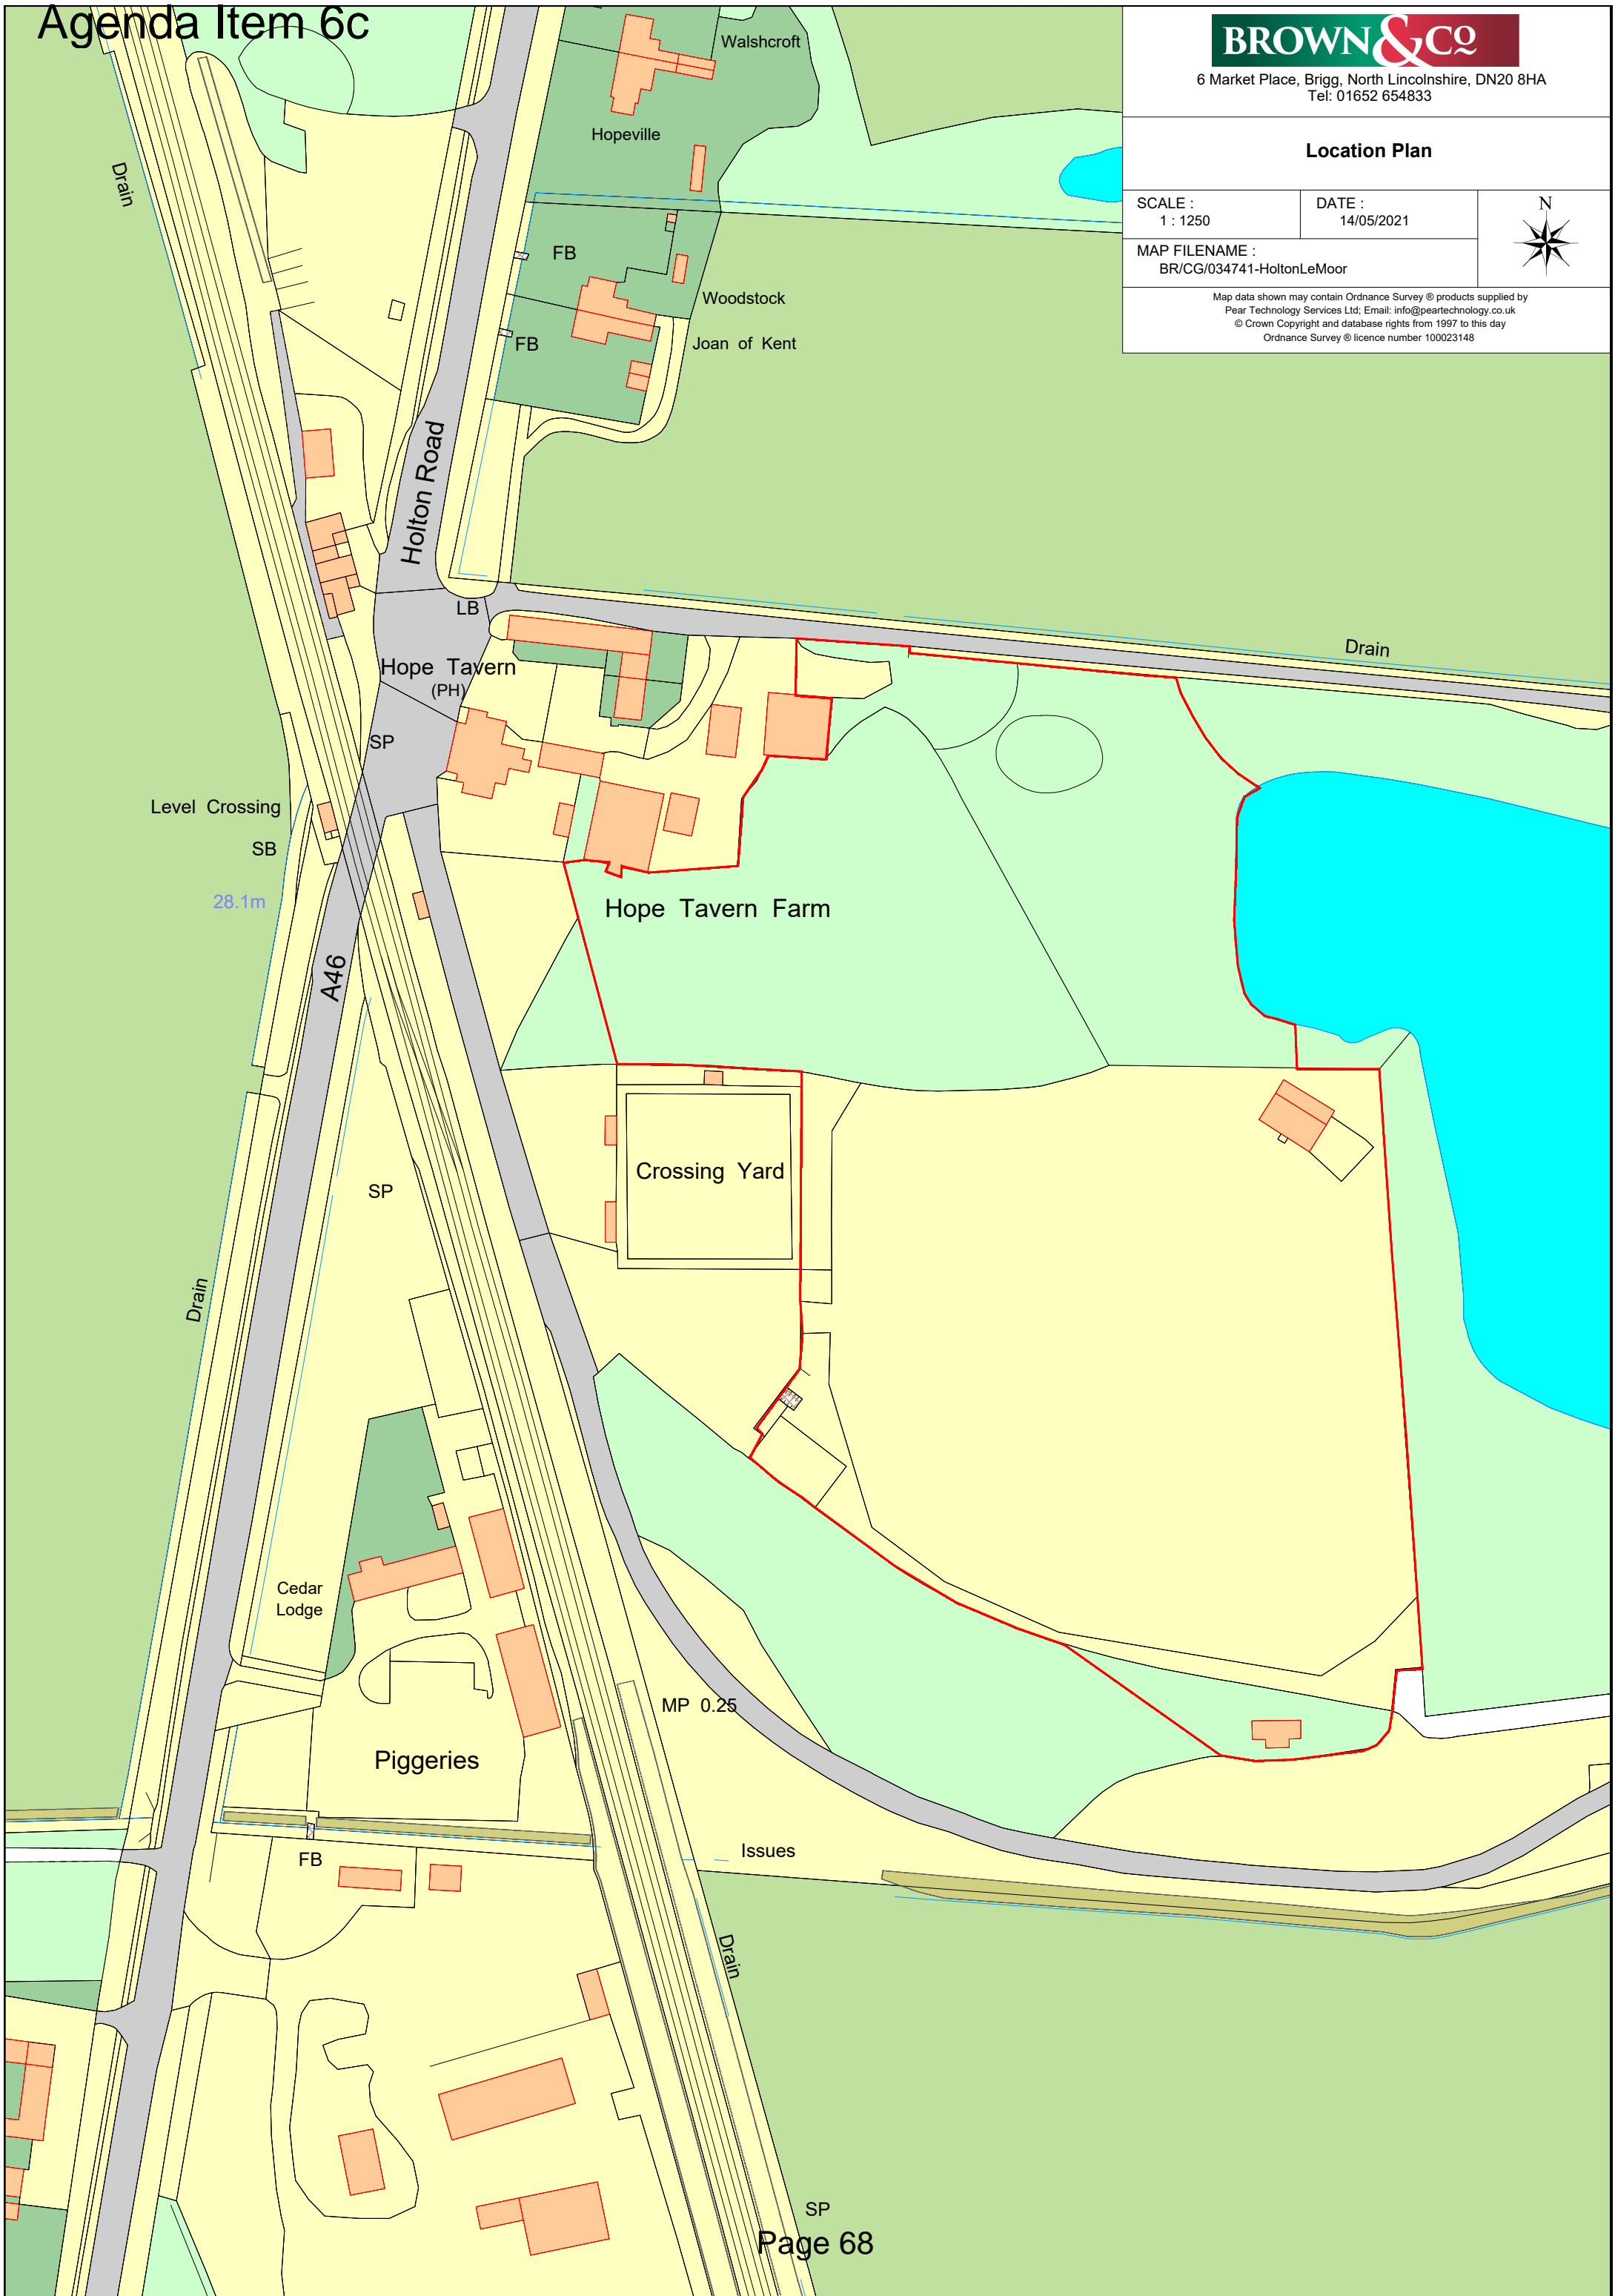 Agenda Item 6c
BROWN&CO
6 Market Place, Brigg, North Lincolnshire, DN20 8HA
Tel: 01652 654833
Location Plan
SCALE :
1 : 1250
DATE :
14/05/2021
N
MAP FILENAME :
BR/CG/034741-HoltonLeMoor
Map data shown may contain Ordnance Survey ® products supplied by
Pear Technology Services Ltd; Email: info@peartechnology.co.uk
© Crown Copyright and database rights from 1997 to this day
Ordnance Survey ® licence number 100023148
Walshcroft
Hopeville
Drain
FB
Woodstock
FB
Joan of Kent
Holton Road
LB
Drain
Hope Tavern
(PH)
SP
Level Crossing
SB
28.1m
Hope Tavern Farm
A46
Crossing Yard
SP
Drain
Cedar
Lodge
MP 0.25
Piggeries
Issues
FB
Drain
SP
Page 68